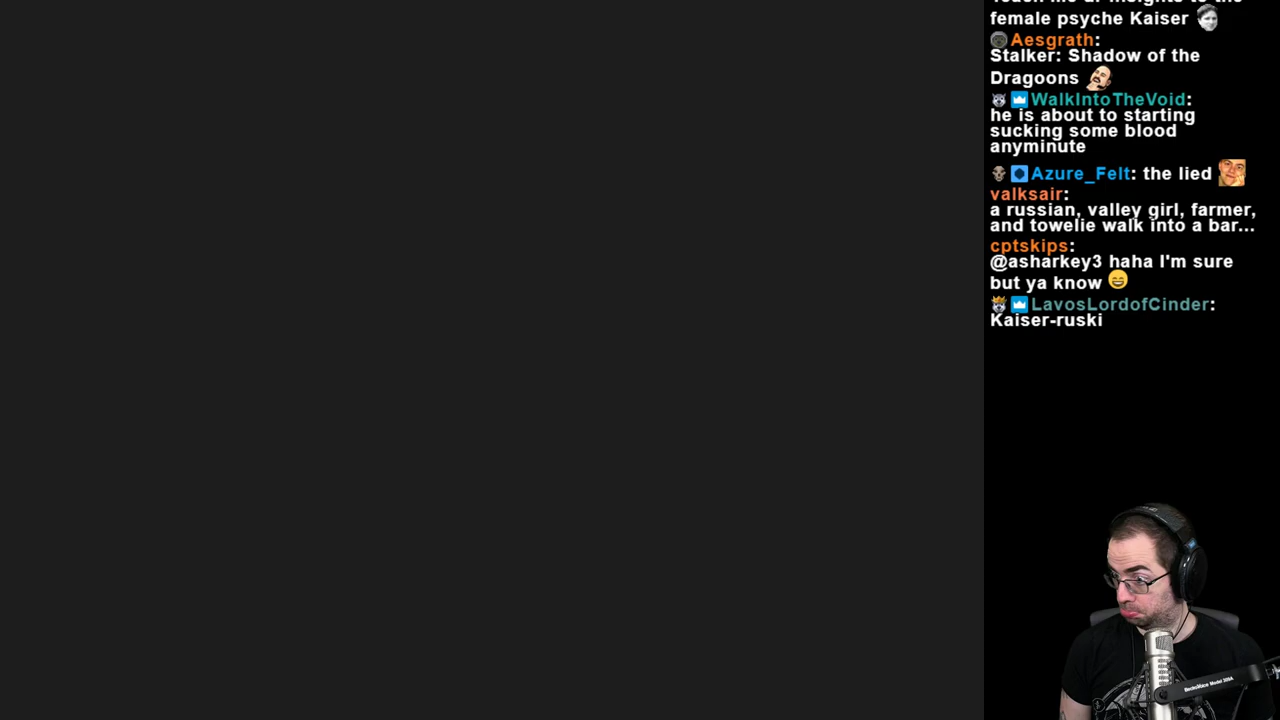 female psyche Kaiser
Aesgrath:
Stalker: Shadow of the
Dragoons
WalkIntoTheVoid:
he is about to starting
sucking some blood
anyminute
Azure_Felt: the lied
valksair:
a russian, valley girl, farmer,
and towelie walk into a bar...
cptskips:
@asharkey3 haha I'm sure
but ya know
LavosLordofCinder:
Kaiser-ruski